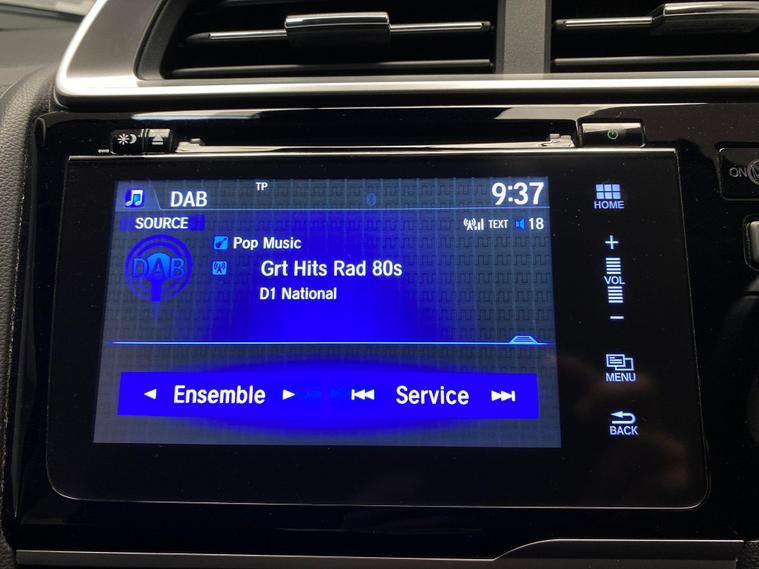 DAB
TP
9:37
HOME
SOURCE
TEXT 18
DAB
Pop Music
Grt Hits Rad 80s
D1 National
+
VOL
−
Ensemble
Service
MENU
BACK
ON